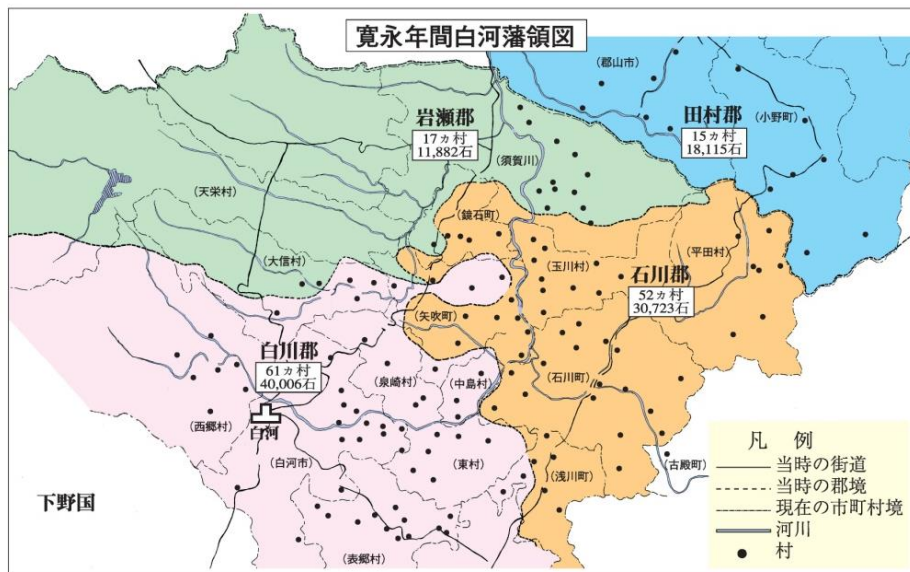 寛永年間白河藩領図
(郡山市)
岩瀬郡
17ヵ村
11,882石
田村郡
15ヵ村
18,115石
(小野町)
(須賀川)
(天栄村)
(鏡石町)
(大信村)
(玉川村)
(平田村)
石川郡
52ヵ村
30,723石
(矢吹町)
白川郡
61ヵ村
40,006石
(泉崎村)
(中島村)
(石川町)
(西郷村)
白河
(白河市)
(東村)
(浅川町)
(古殿町)
下野国
(表郷村)
凡 例
当時の街道
当時の郡境
現在の市町村境
河川
村